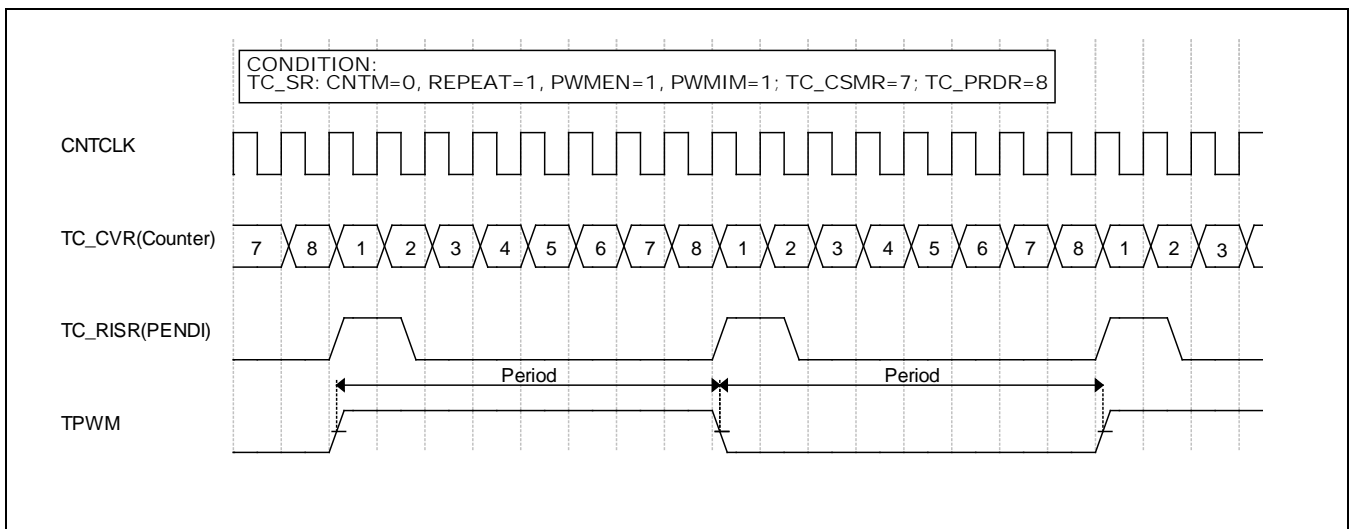 CONDITION:
TC_SR: CNTM=0, REPEAT=1, PWMEN=1, PWMIM=1; TC_CSMR=7; TC_PRDR=8
CNTCLK
TC_CVR(Counter) 7 8 1 2 3 4 5 6 7 8 1 2 3 4 5 6 7 8 1 2 3
TC_RISR(PENDI)
Period Period
TPWM